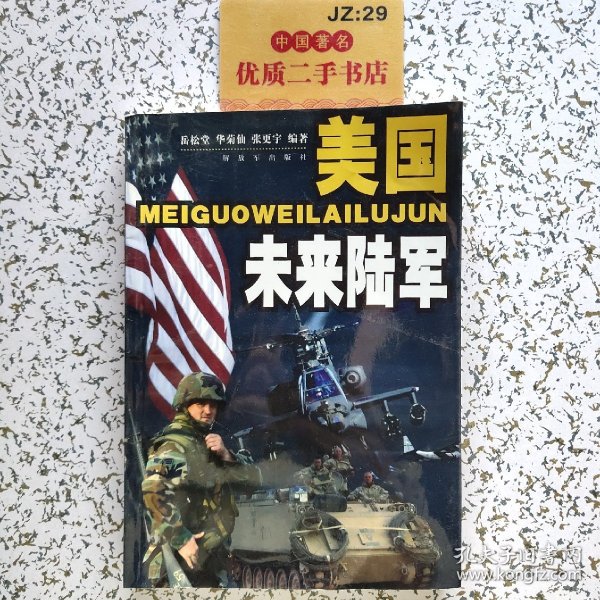 JZ:29
中国著名
优质二手书店
岳松堂 华菊仙 张更宇 编著
解放军出版社
美国
MEIGUOWEILAILUJUN
未来陆军
孔夫子旧书网
www.kongfz.com